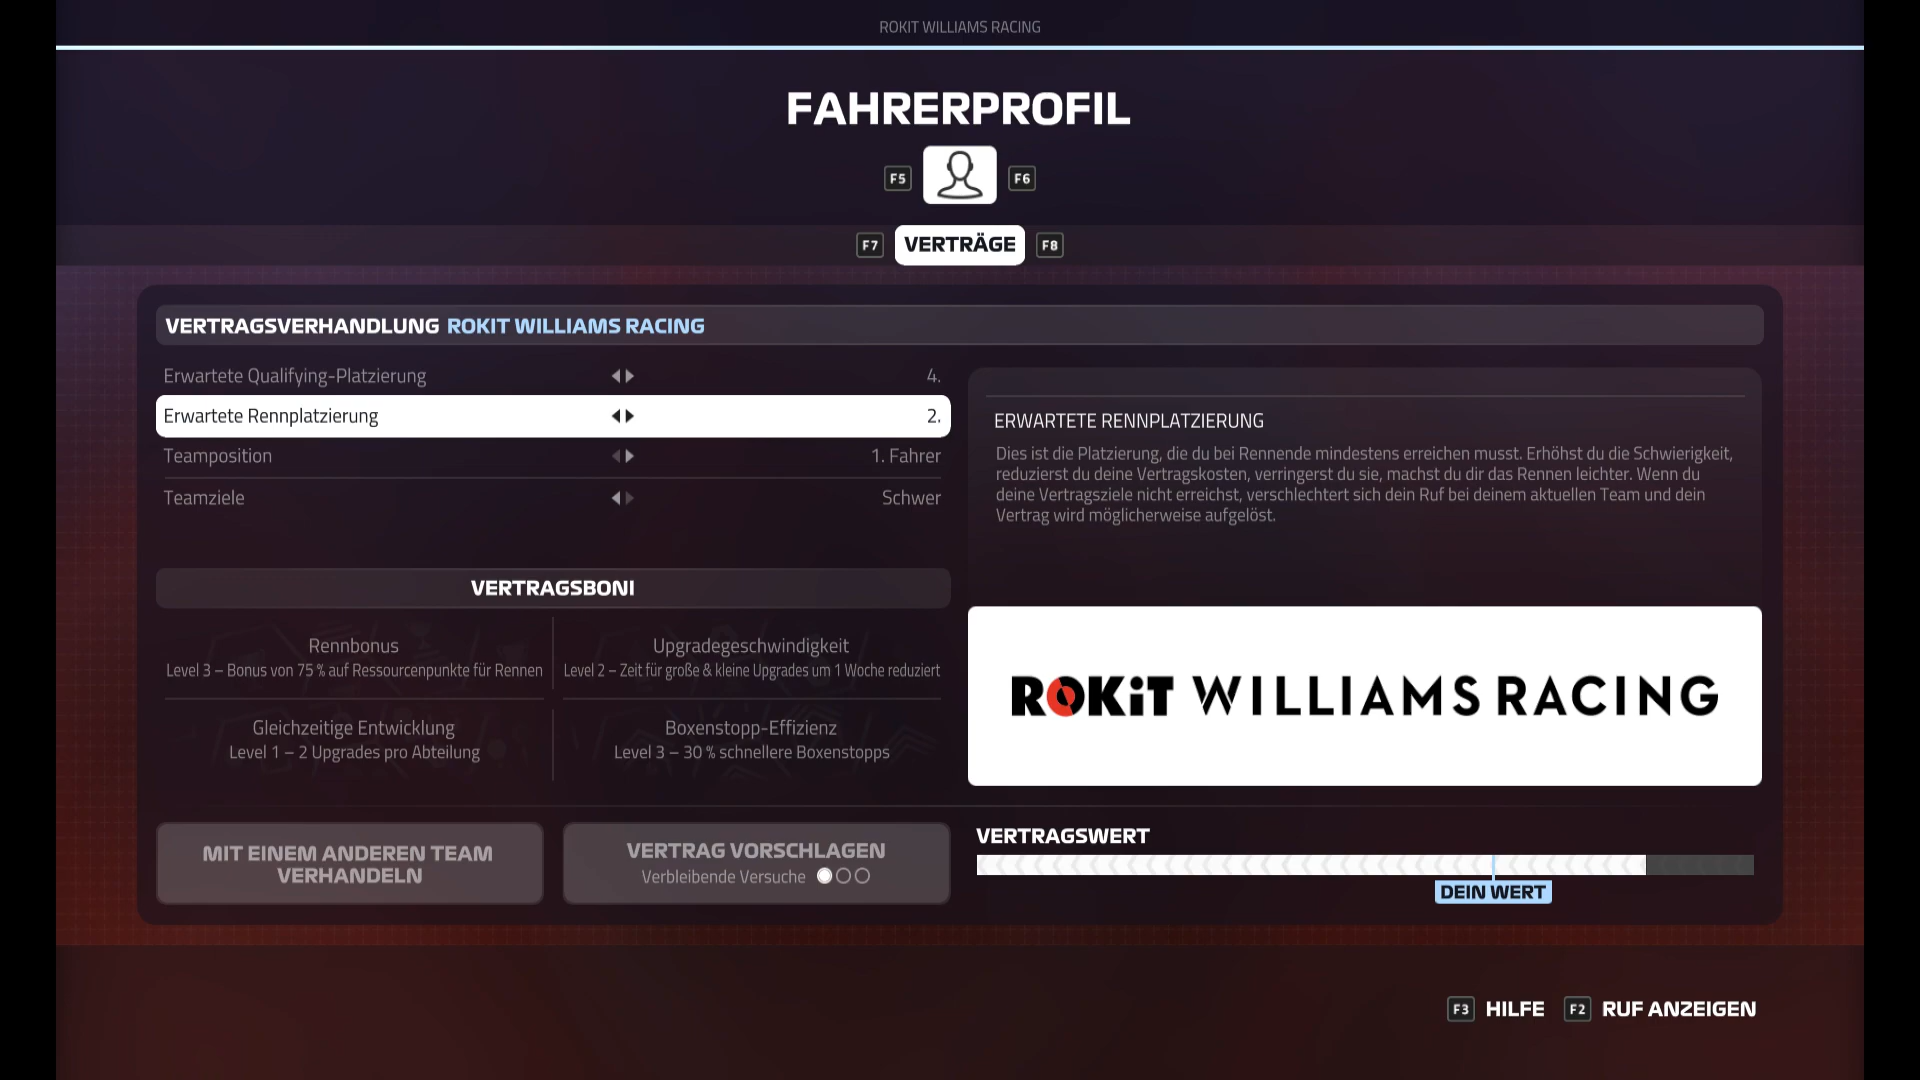 ROKIT WILLIAMS RACING
FAHRERPROFIL
F5 F6
F7 VERTRÄGE F8
VERTRAGSVERHANDLUNG ROKIT WILLIAMS RACING
Erwartete Qualifying-Platzierung 4.
Erwartete Rennplatzierung 2.
Teamposition 1. Fahrer
Teamziele Schwer
ERWARTETE RENNPLATZIERUNG
Dies ist die Platzierung, die du bei Rennende mindestens erreichen musst. Erhöhst du die Schwierigkeit,
reduzierst du deine Vertragskosten, verringerst du sie, machst du dir das Rennen leichter. Wenn du
deine Vertragsziele nicht erreichst, verschlechtert sich dein Ruf bei deinem aktuellen Team und dein
Vertrag wird möglicherweise aufgelöst.
VERTRAGSBONI
Rennbonus
Level 3 – Bonus von 75 % auf Ressourcenpunkte für Rennen
Upgradegeschwindigkeit
Level 2 – Zeit für große & kleine Upgrades um 1 Woche reduziert
Gleichzeitige Entwicklung
Level 1 – 2 Upgrades pro Abteilung
Boxenstopp-Effizienz
Level 3 – 30 % schnellere Boxenstopps
ROKiT WILLIAMS RACING
MIT EINEM ANDEREN TEAM
VERHANDELN
VERTRAG VORSCHLAGEN
Verbleibende Versuche
VERTRAGSWERT
DEIN WERT
F3 HILFE F2 RUF ANZEIGEN